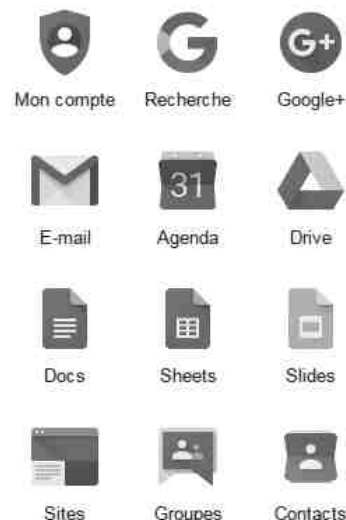 G+
Mon compte Recherche Google+
31
E-mail Agenda Drive
Docs Sheets Slides
Sites Groupes Contacts